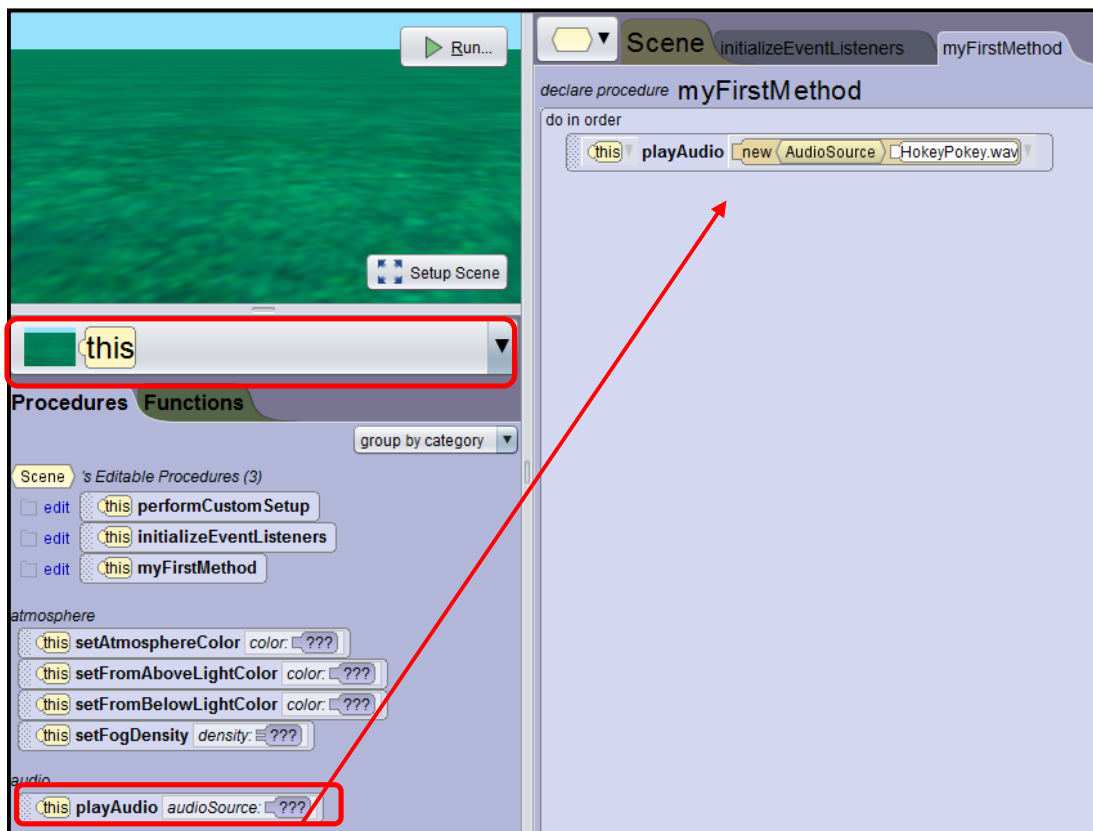 Run...
Setup Scene
this
Procedures Functions
group by category
Scene 's Editable Procedures (3)
edit this performCustomSetup
edit this initializeEventListeners
edit this myFirstMethod
atmosphere
this setAtmosphereColor color: ???
this setFromAboveLightColor color: ???
this setFromBelowLightColor color: ???
this setFogDensity density: ???
audio
this playAudio audioSource: ???
Scene initializeEventListeners myFirstMethod
declare procedure myFirstMethod
do in order
this playAudio new AudioSource HokeyPokey.wav